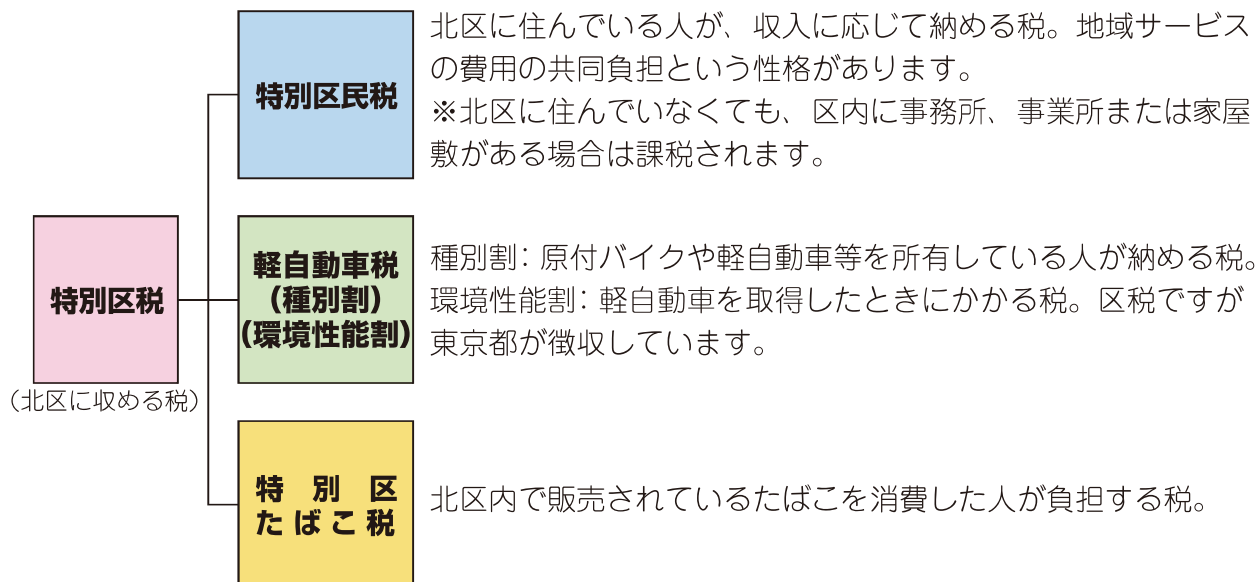 特別区税
(北区に収める税)
特別区民税
北区に住んでいる人が、収入に応じて納める税。地域サービス
の費用の共同負担という性格があります。
※北区に住んでいなくても、区内に事務所、事業所または家屋
敷がある場合は課税されます。
軽自動車税
(種別割)
(環境性能割)
種別割：原付バイクや軽自動車等を所有している人が納める税。
環境性能割：軽自動車を取得したときにかかる税。区税ですが
東京都が徴収しています。
特別区
たばこ税
北区内で販売されているたばこを消費した人が負担する税。